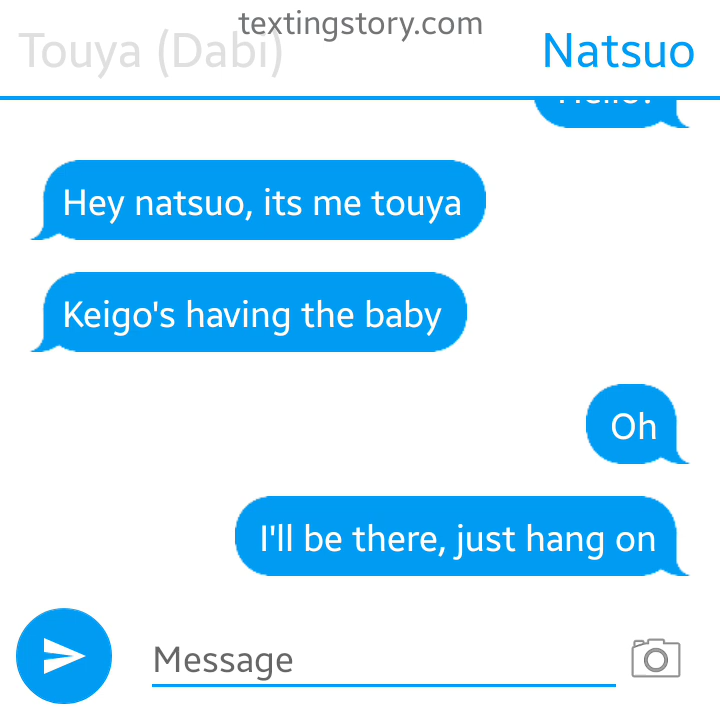 textingstory.com
Touya (Dabi)
Natsuo
Hey natsuo, its me touya
Keigo's having the baby
Oh
I'll be there, just hang on
Message